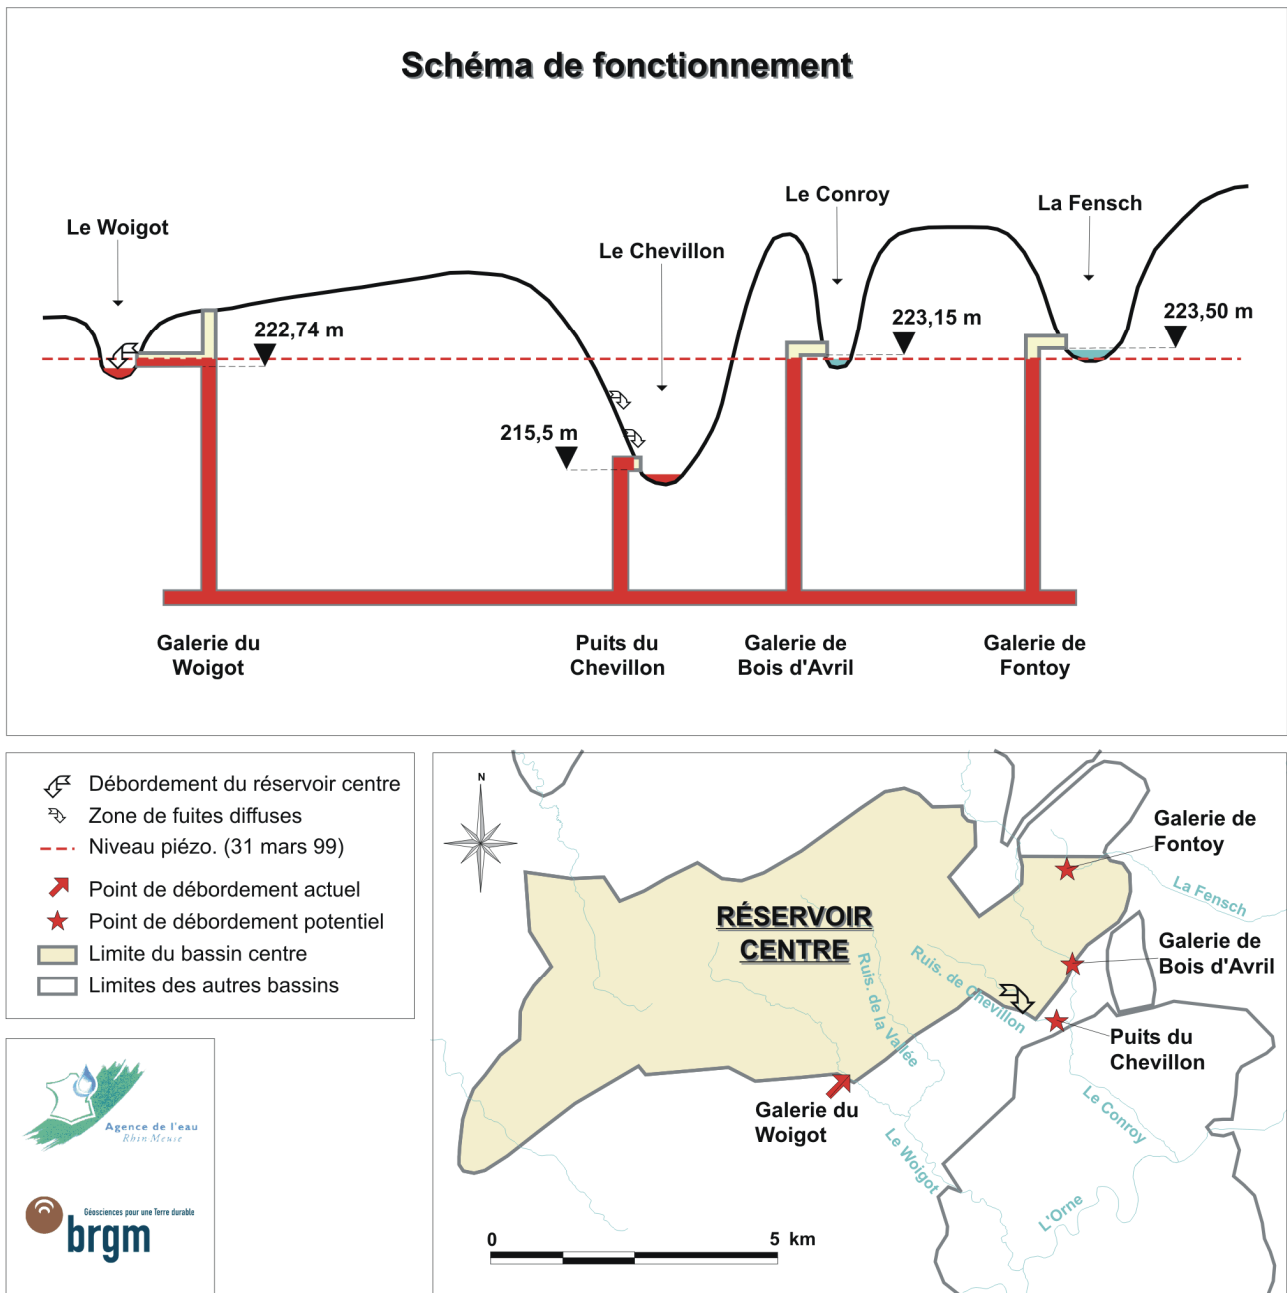 Schéma de fonctionnement
Le Woigot
Le Chevillon
Le Conroy
La Fensch
222,74 m
215,5 m
223,15 m
223,50 m
Galerie du
Woigot
Puits du
Chevillon
Galerie de
Bois d'Avril
Galerie de
Fontoy
Débordement du réservoir centre
Zone de fuites diffuses
Niveau piézo. (31 mars 99)
Point de débordement actuel
Point de débordement potentiel
Limite du bassin centre
Limites des autres bassins
Agence de l'eau
Rhin-Meuse
Géosciences pour une Terre durable
brgm
N
RÉSERVOIR
CENTRE
Galerie de
Fontoy
La Fensch
Galerie de
Bois d'Avril
Ruis. de la Vallée
Ruis. de Chevillon
Puits du
Chevillon
Galerie du
Woigot
Le Woigot
Le Conroy
L'Orne
0 5 km